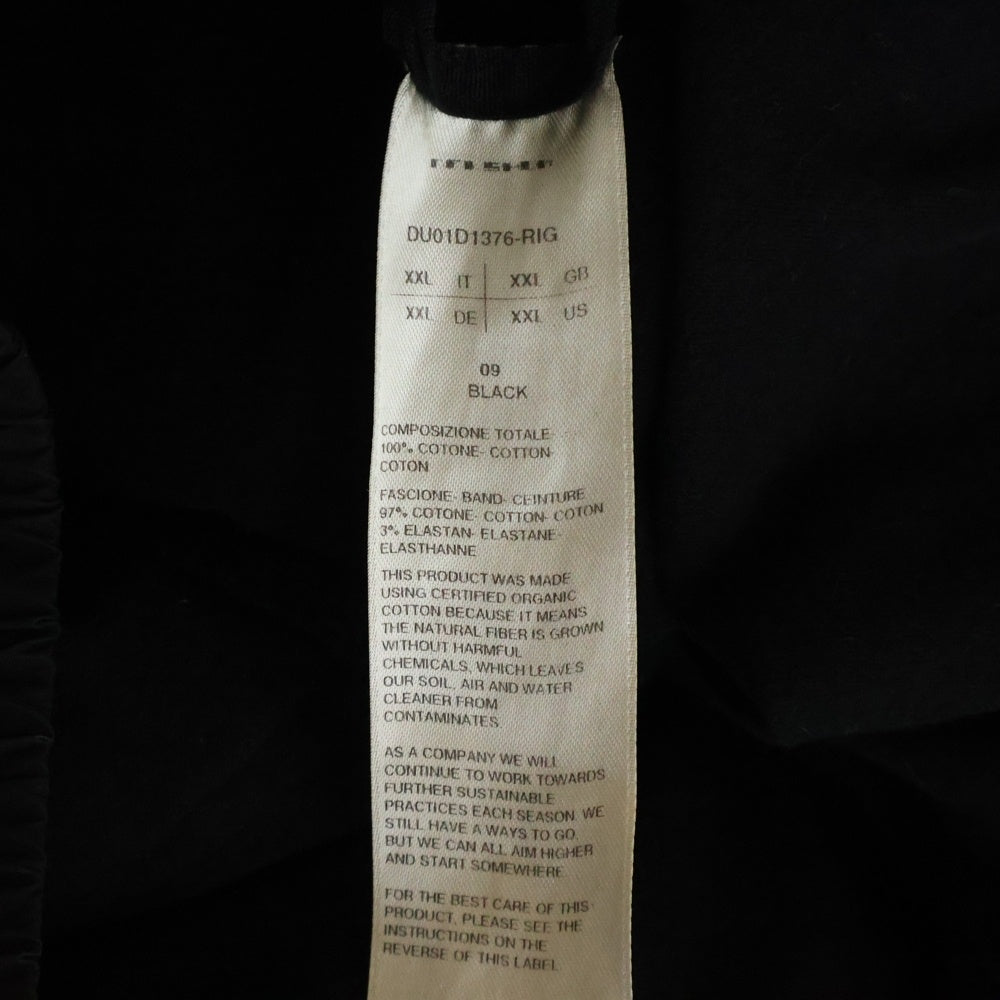 DU01D1376-RIG
XXL IT XXL GB
XXL DE XXL US
09
BLACK
COMPOSIZIONE TOTALE-
100% COTONE- COTTON-
COTON
FASCIONE- BAND- CEINTURE
97% COTONE- COTTON- COTON
3% ELASTAN- ELASTANE-
ELASTHANNE
THIS PRODUCT WAS MADE
USING CERTIFIED ORGANIC
COTTON BECAUSE IT MEANS
THE NATURAL FIBER IS GROWN
WITHOUT HARMFUL
CHEMICALS, WHICH LEAVES
OUR SOIL, AIR AND WATER
CLEANER FROM
CONTAMINATES.
AS A COMPANY WE WILL
CONTINUE TO WORK TOWARDS
FURTHER SUSTAINABLE
PRACTICES EACH SEASON. WE
STILL HAVE A WAYS TO GO,
BUT WE CAN ALL AIM HIGHER
AND START SOMEWHERE.
FOR THE BEST CARE OF THIS
PRODUCT, PLEASE SEE THE
INSTRUCTIONS ON THE
REVERSE OF THIS LABEL.